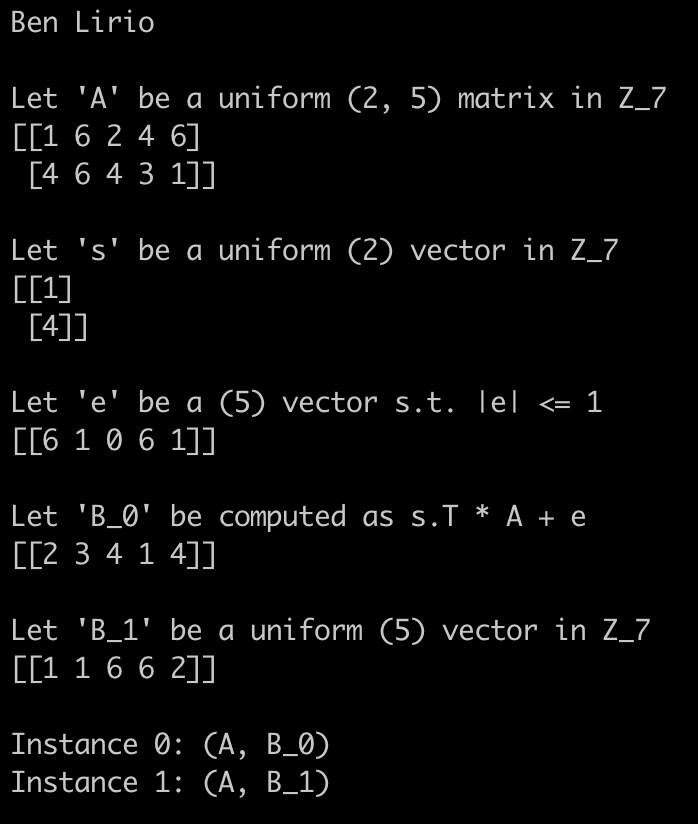 Ben Lirio
Let 'A' be a uniform (2, 5) matrix in Z_7
[[1 6 2 4 6]
[4 6 4 3 1]]
Let 's' be a uniform (2) vector in Z_7
[[1]
[4]]
Let 'e' be a (5) vector s.t. |e| <= 1
[[6 1 0 6 1]]
Let 'B_0' be computed as s.T * A + e
[[2 3 4 1 4]]
Let 'B_1' be a uniform (5) vector in Z_7
[[1 1 6 6 2]]
Instance 0: (A, B_0)
Instance 1: (A, B_1)